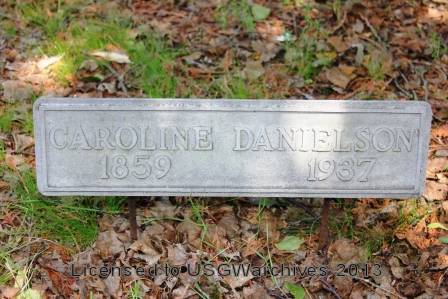 CAROLINE DANIELSON
1859 1937
Licensed to USGWarchives 2013